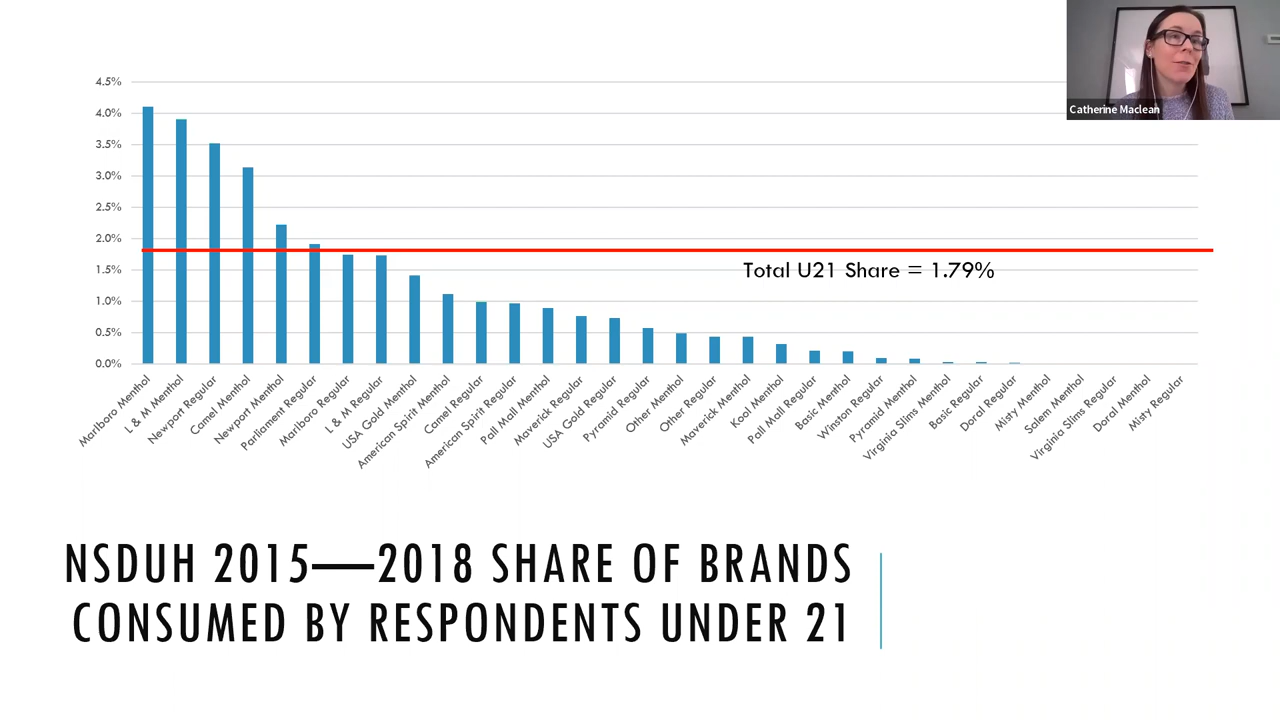 Catherine Maclean
4.5%
4.0%
3.5%
3.0%
2.5%
2.0%
1.5%
1.0%
0.5%
0.0%
Total U21 Share = 1.79%
Marlboro Menthol
L & M Menthol
Newport Regular
Camel Menthol
Newport Menthol
Parliament Regular
Marlboro Regular
L & M Regular
USA Gold Menthol
American Spirit Menthol
Camel Regular
American Spirit Regular
Pall Mall Menthol
Maverick Regular
USA Gold Regular
Pyramid Regular
Other Menthol
Other Regular
Maverick Menthol
Kool Menthol
Pall Mall Regular
Basic Menthol
Winston Regular
Pyramid Menthol
Virginia Slims Menthol
Basic Regular
Doral Regular
Misty Menthol
Salem Menthol
Virginia Slims Regular
Doral Menthol
Misty Regular
NSDUH 2015—2018 SHARE OF BRANDS
CONSUMED BY RESPONDENTS UNDER 21